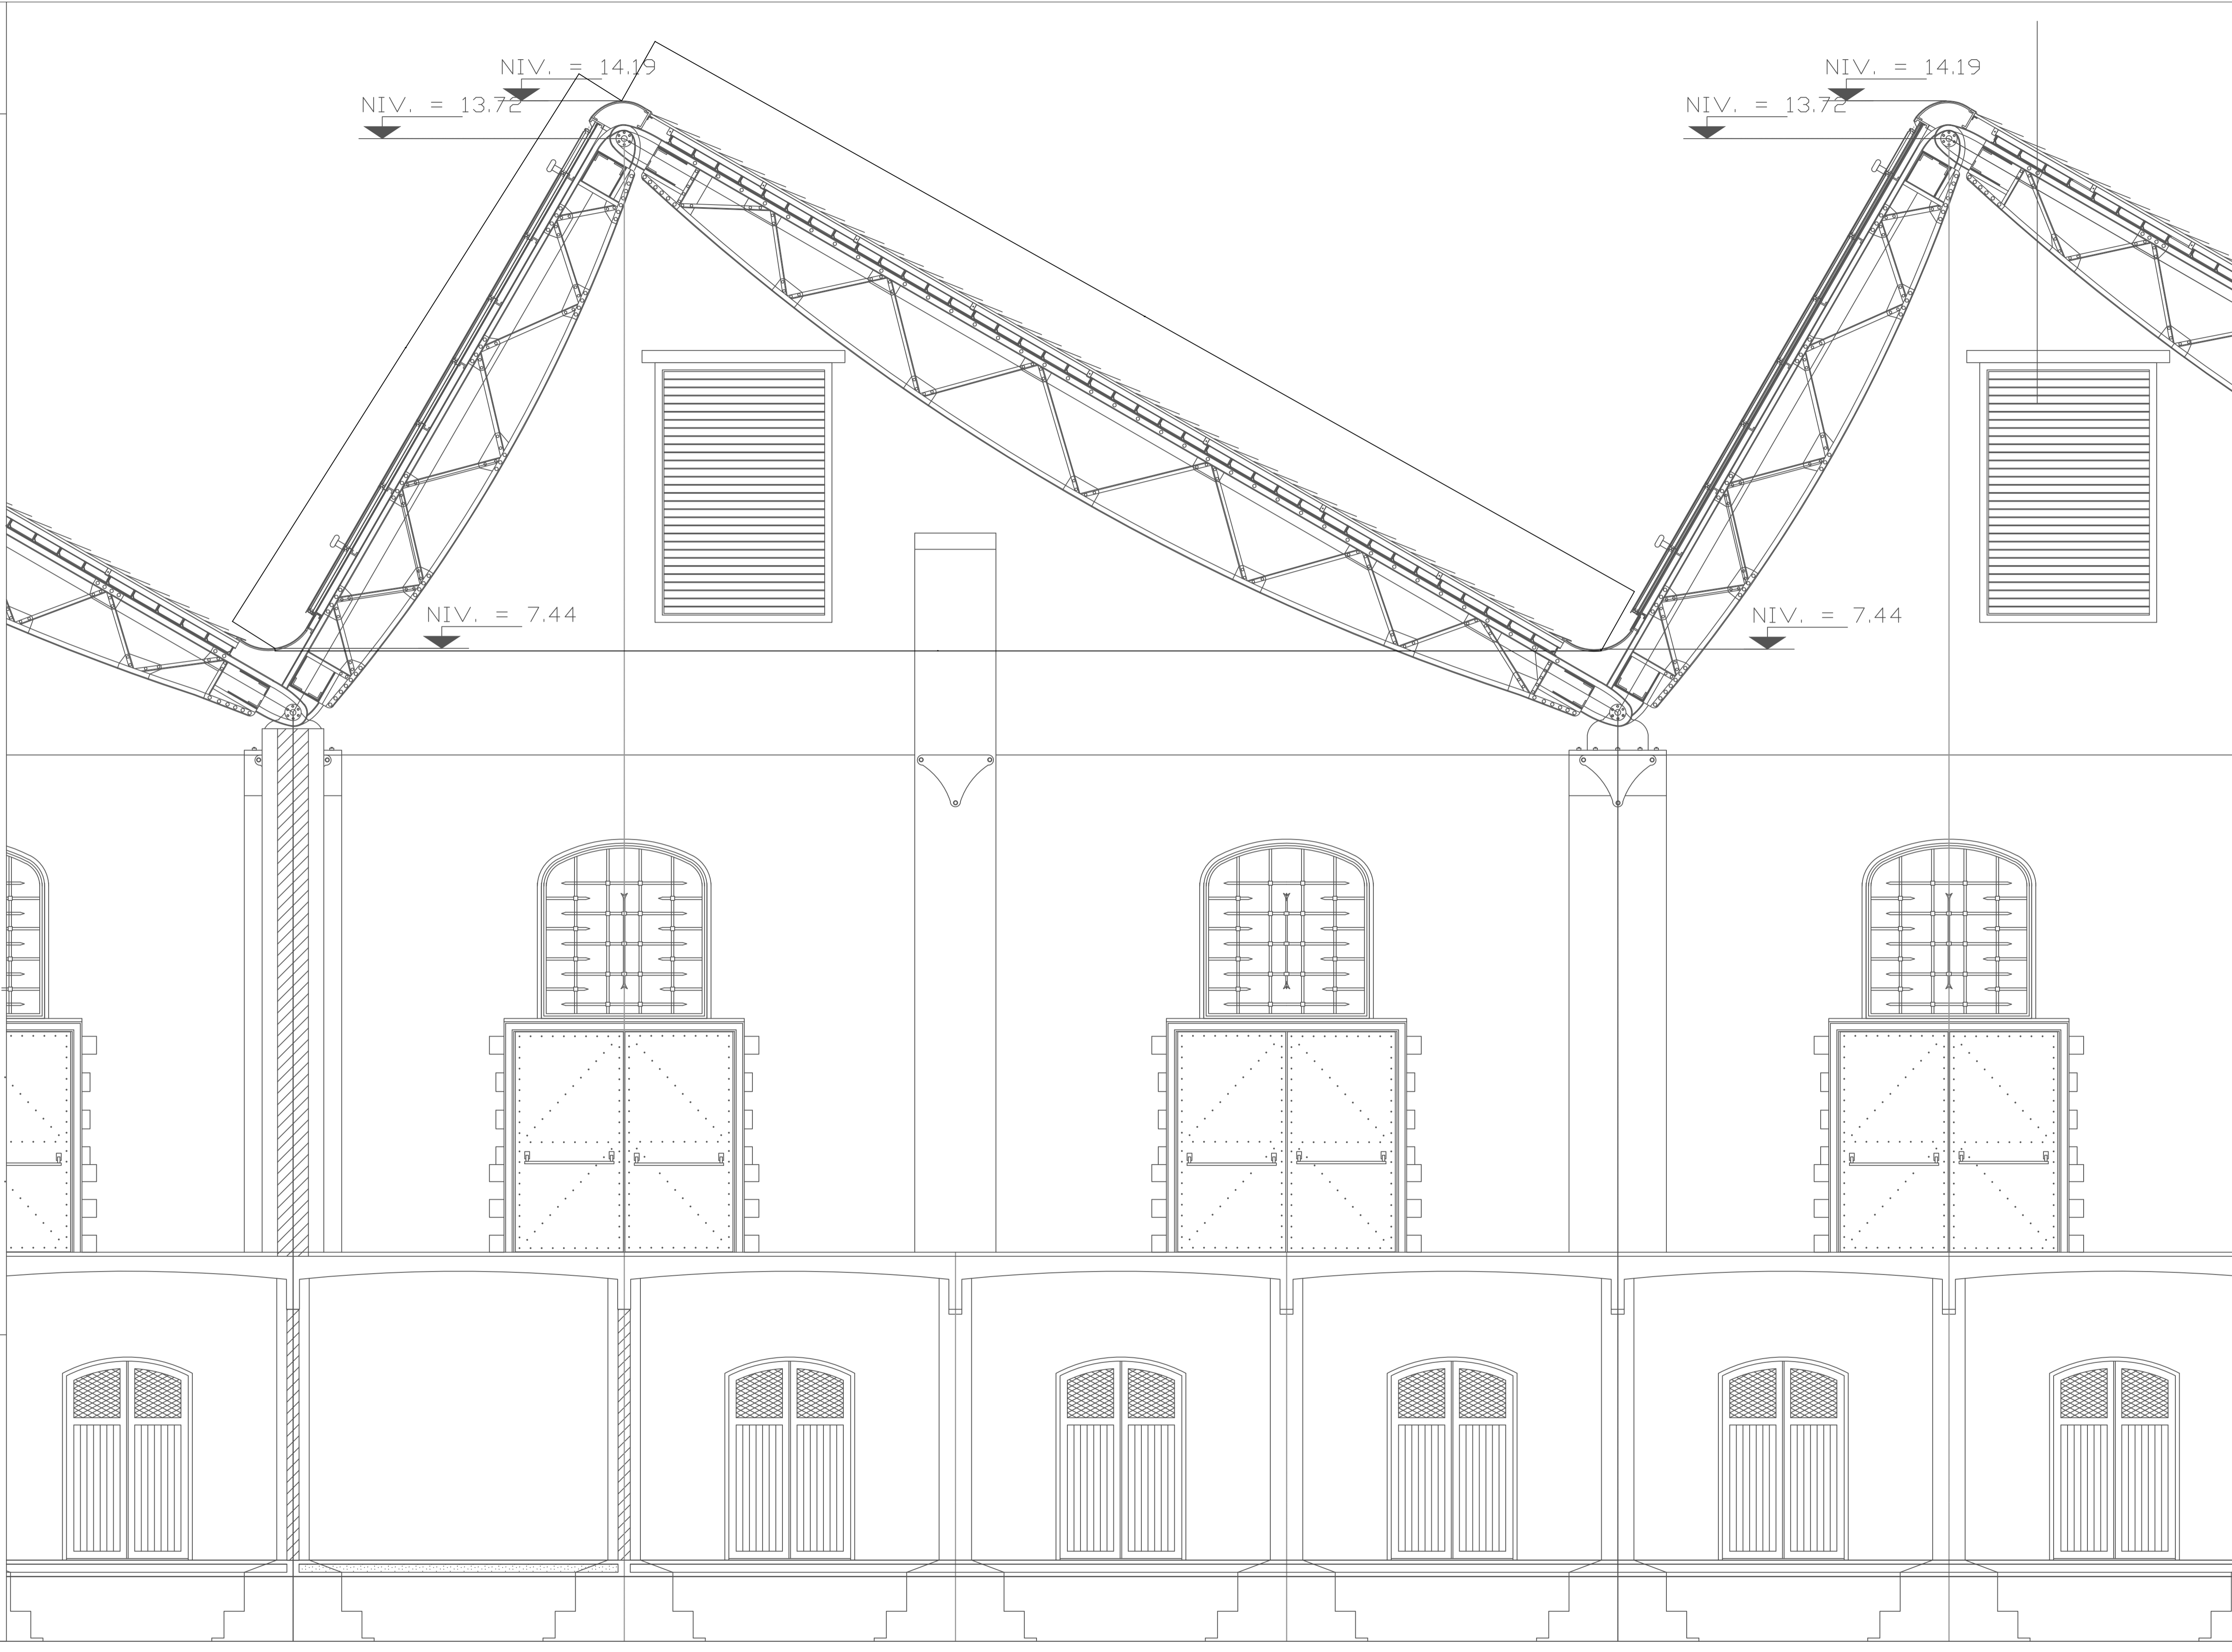 NIV. = 14.19
NIV. = 14.19
NIV. = 13.72
NIV. = 13.72
NIV. = 7.44
NIV. = 7.44